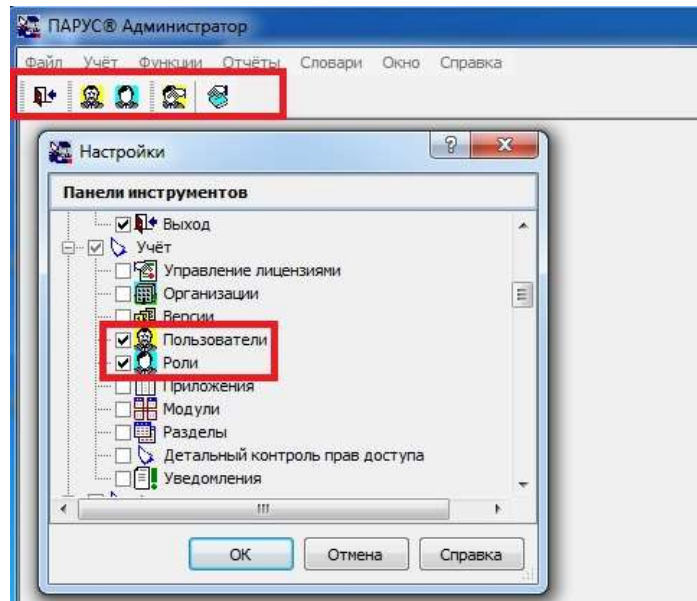 ПАРУС® Администратор
Файл Учёт Функции Отчёты Словари Окно Справка
Настройки
Панели инструментов
Выход
Учёт
Управление лицензиями
Организации
Версии
Пользователи
Роли
Приложения
Модули
Разделы
Детальный контроль прав доступа
Уведомления
ОК Отмена Справка